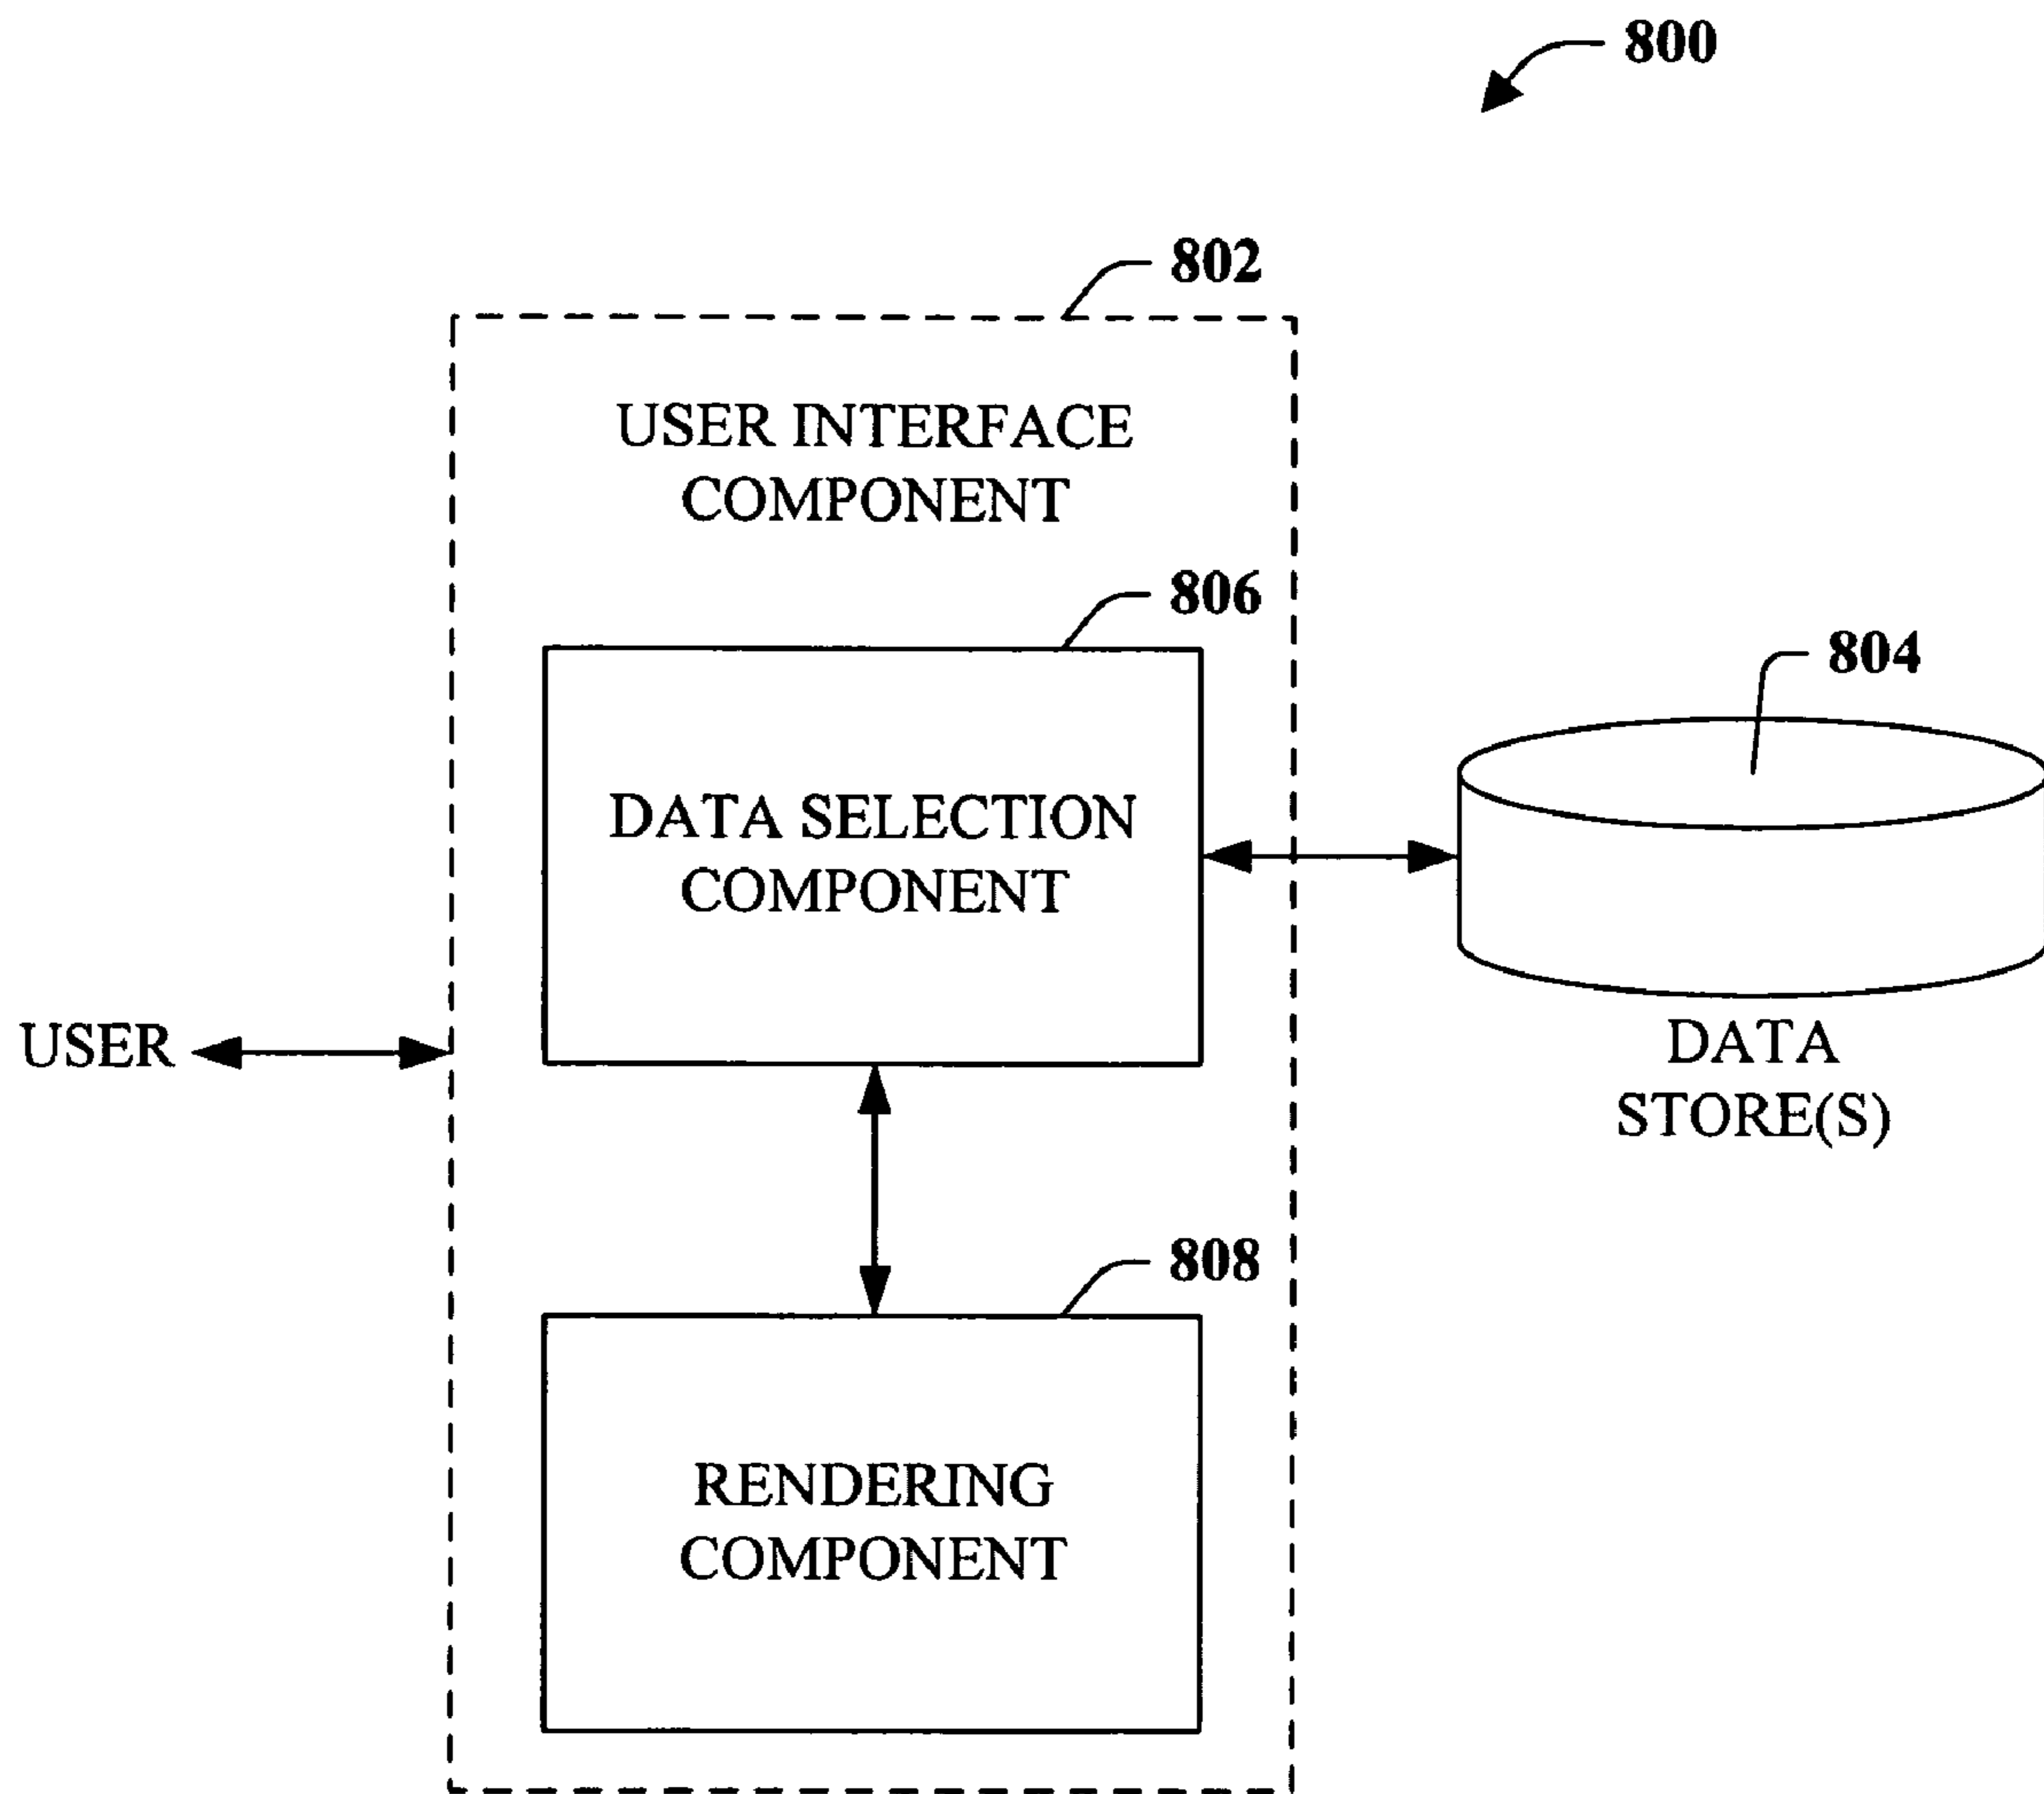 800
802
USER INTERFACE
COMPONENT
806
804
DATA SELECTION
COMPONENT
USER
DATA
STORE(S)
808
RENDERING
COMPONENT